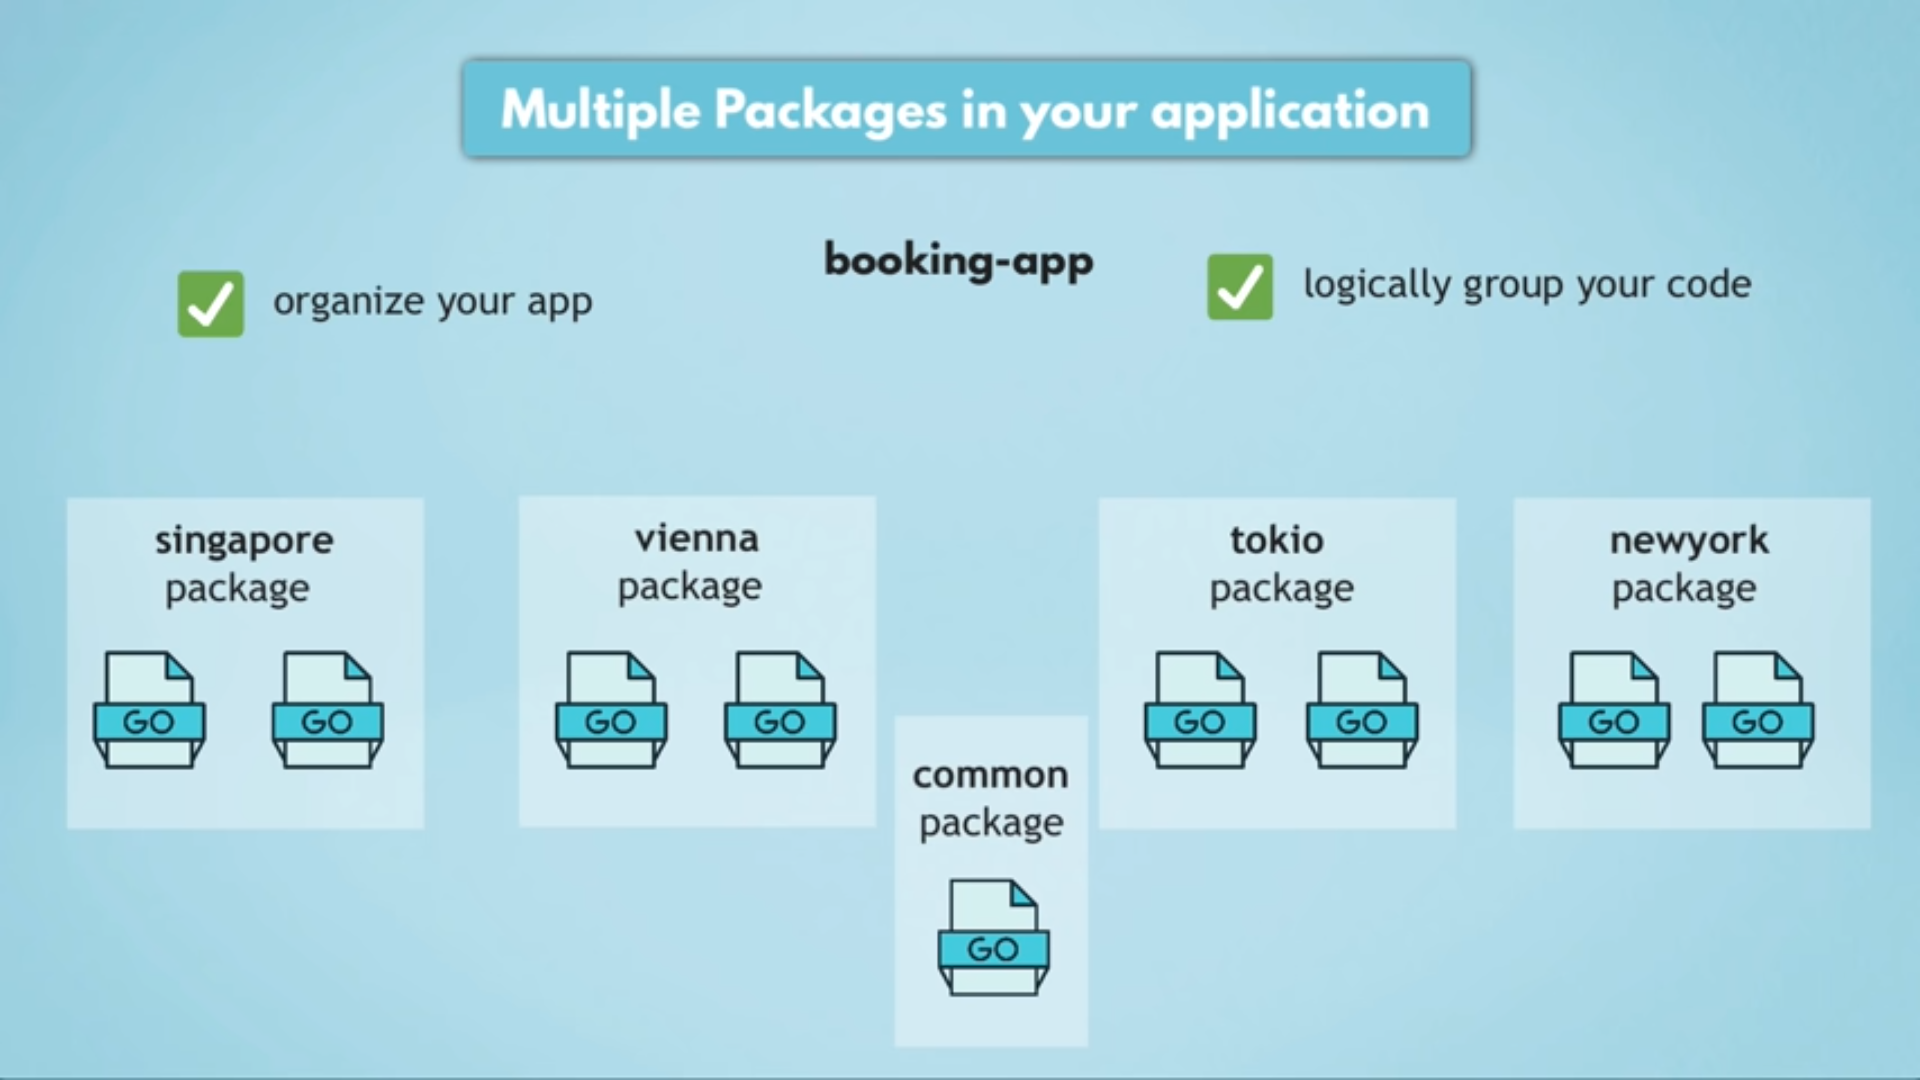 Multiple Packages in your application
booking-app
organize your app
logically group your code
singapore
package
GO GO
vienna
package
GO GO
common
package
GO
tokio
package
GO GO
newyork
package
GO GO